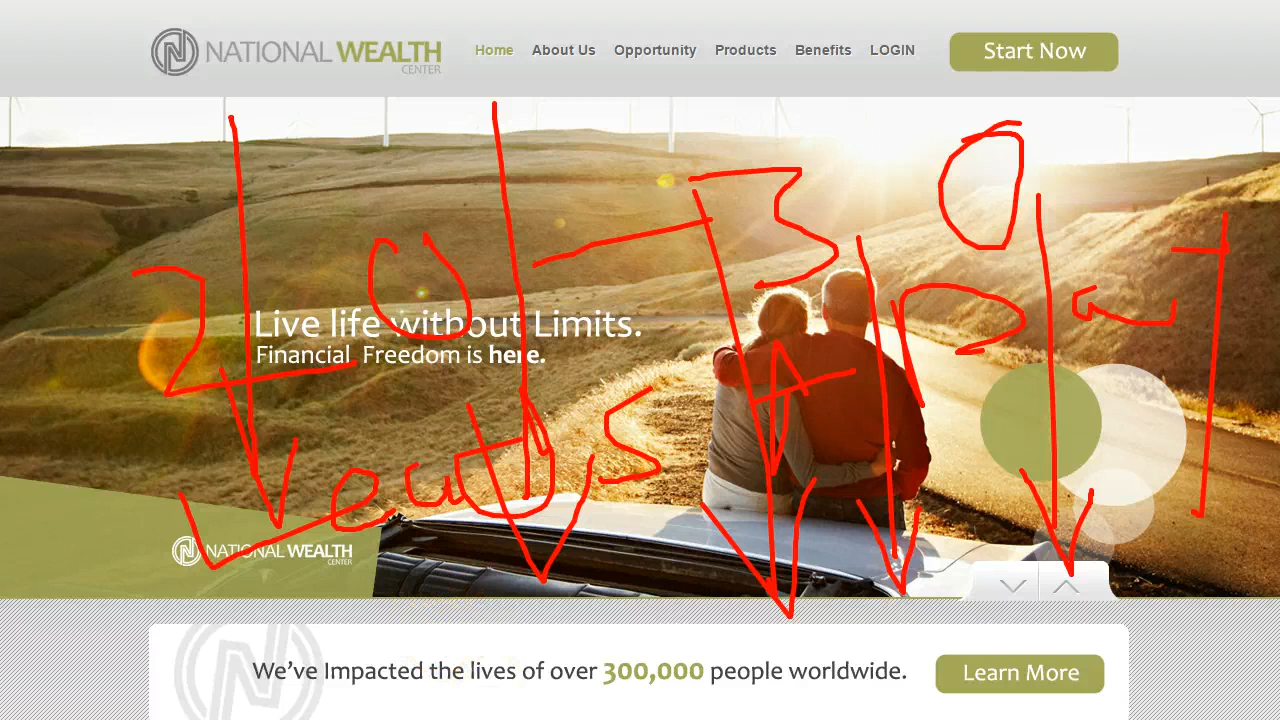 NATIONAL WEALTH
CENTER
Home About Us Opportunity Products Benefits LOGIN
Start Now
Live life without Limits.
Financial Freedom is here.
NATIONAL WEALTH
CENTER
We've Impacted the lives of over 300,000 people worldwide.
Learn More